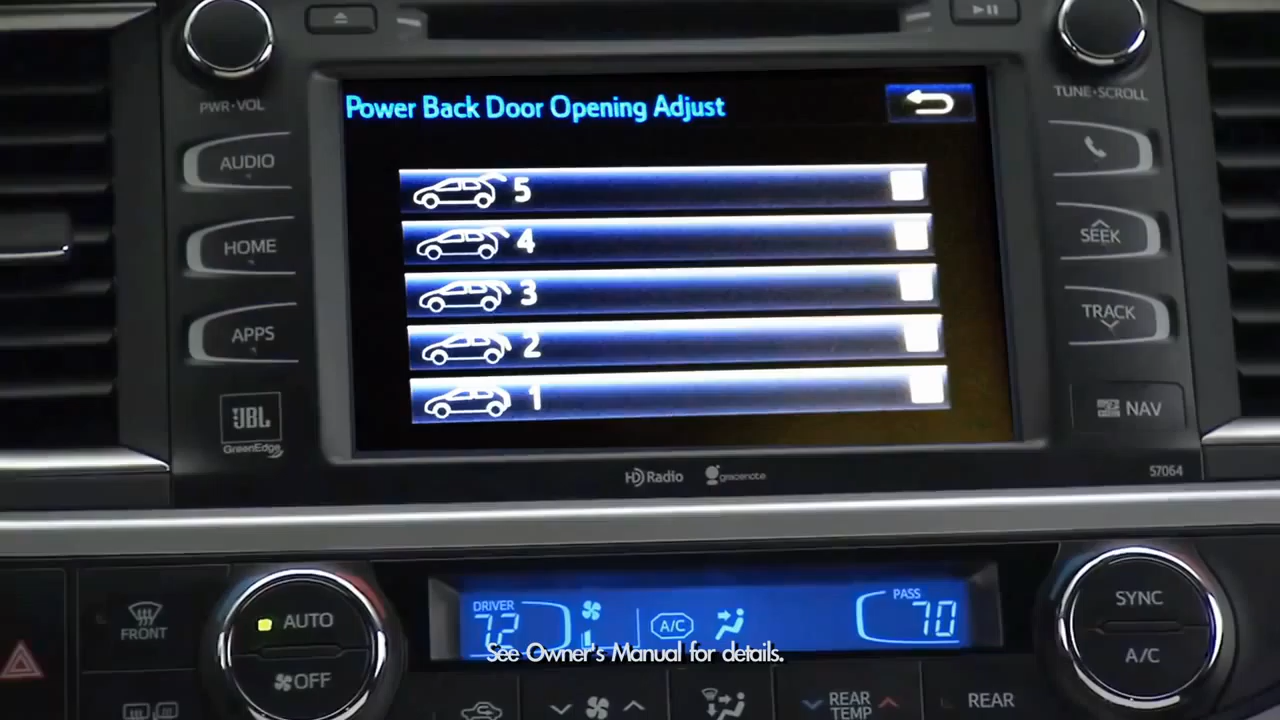 PWR•VOL
TUNE•SCROLL
Power Back Door Opening Adjust
AUDIO
HOME
APPS
5
4
3
2
1
SEEK
TRACK
NAV
JBL
GreenEdge
HD Radio
gracenote
57064
FRONT
AUTO
OFF
DRIVER
72
A/C
PASS
70
SYNC
A/C
See Owner's Manual for details.
REAR
TEMP
REAR